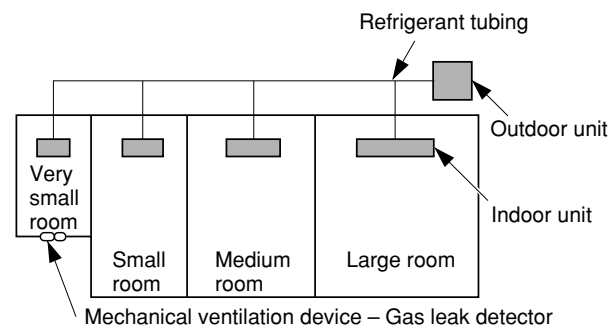 Refrigerant tubing
Outdoor unit
Very
small
room
Indoor unit
Small
room
Medium
room
Large room
Mechanical ventilation device – Gas leak detector